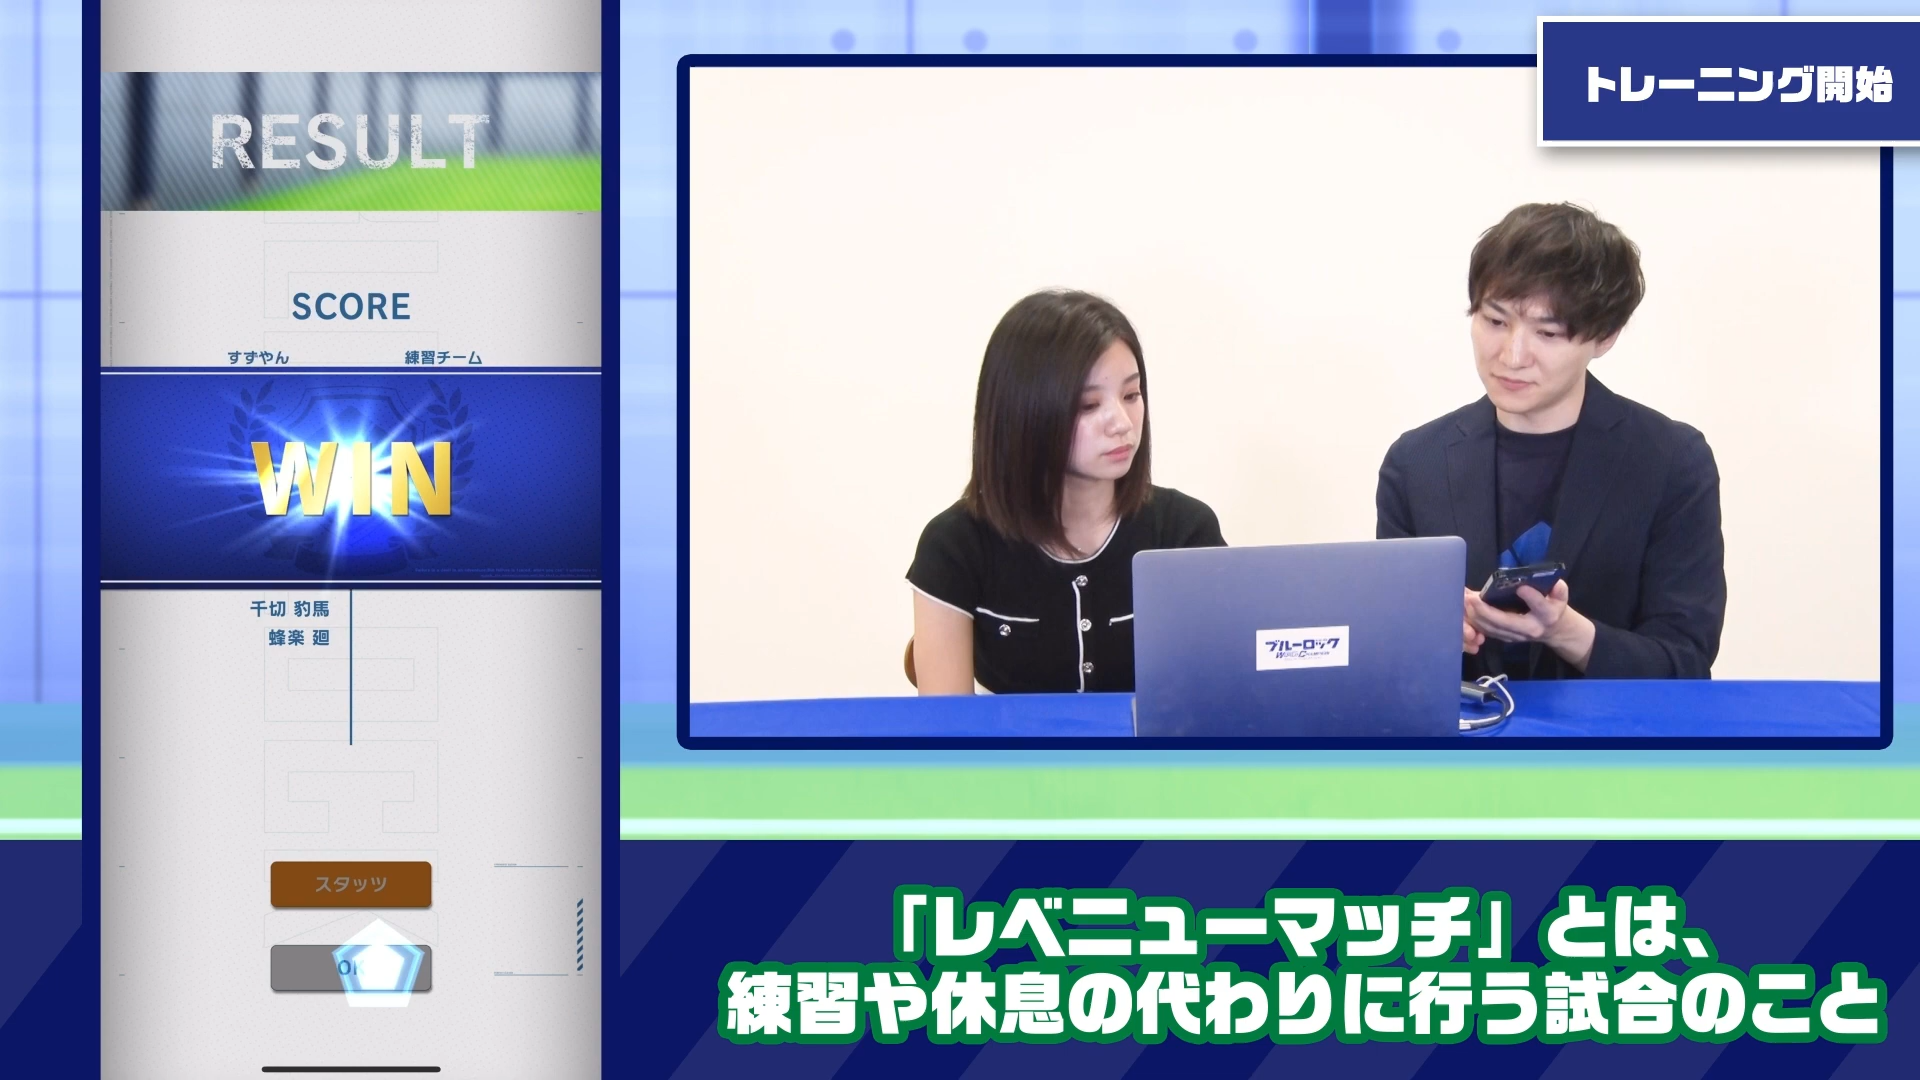 RESULT
SCORE
すずやん
練習チーム
WIN
千切 豹馬
蜂楽 廻
スタッツ
OK
トレーニング開始
ブルーロック
「レベニューマッチ」とは、
練習や休息の代わりに行う試合のこと